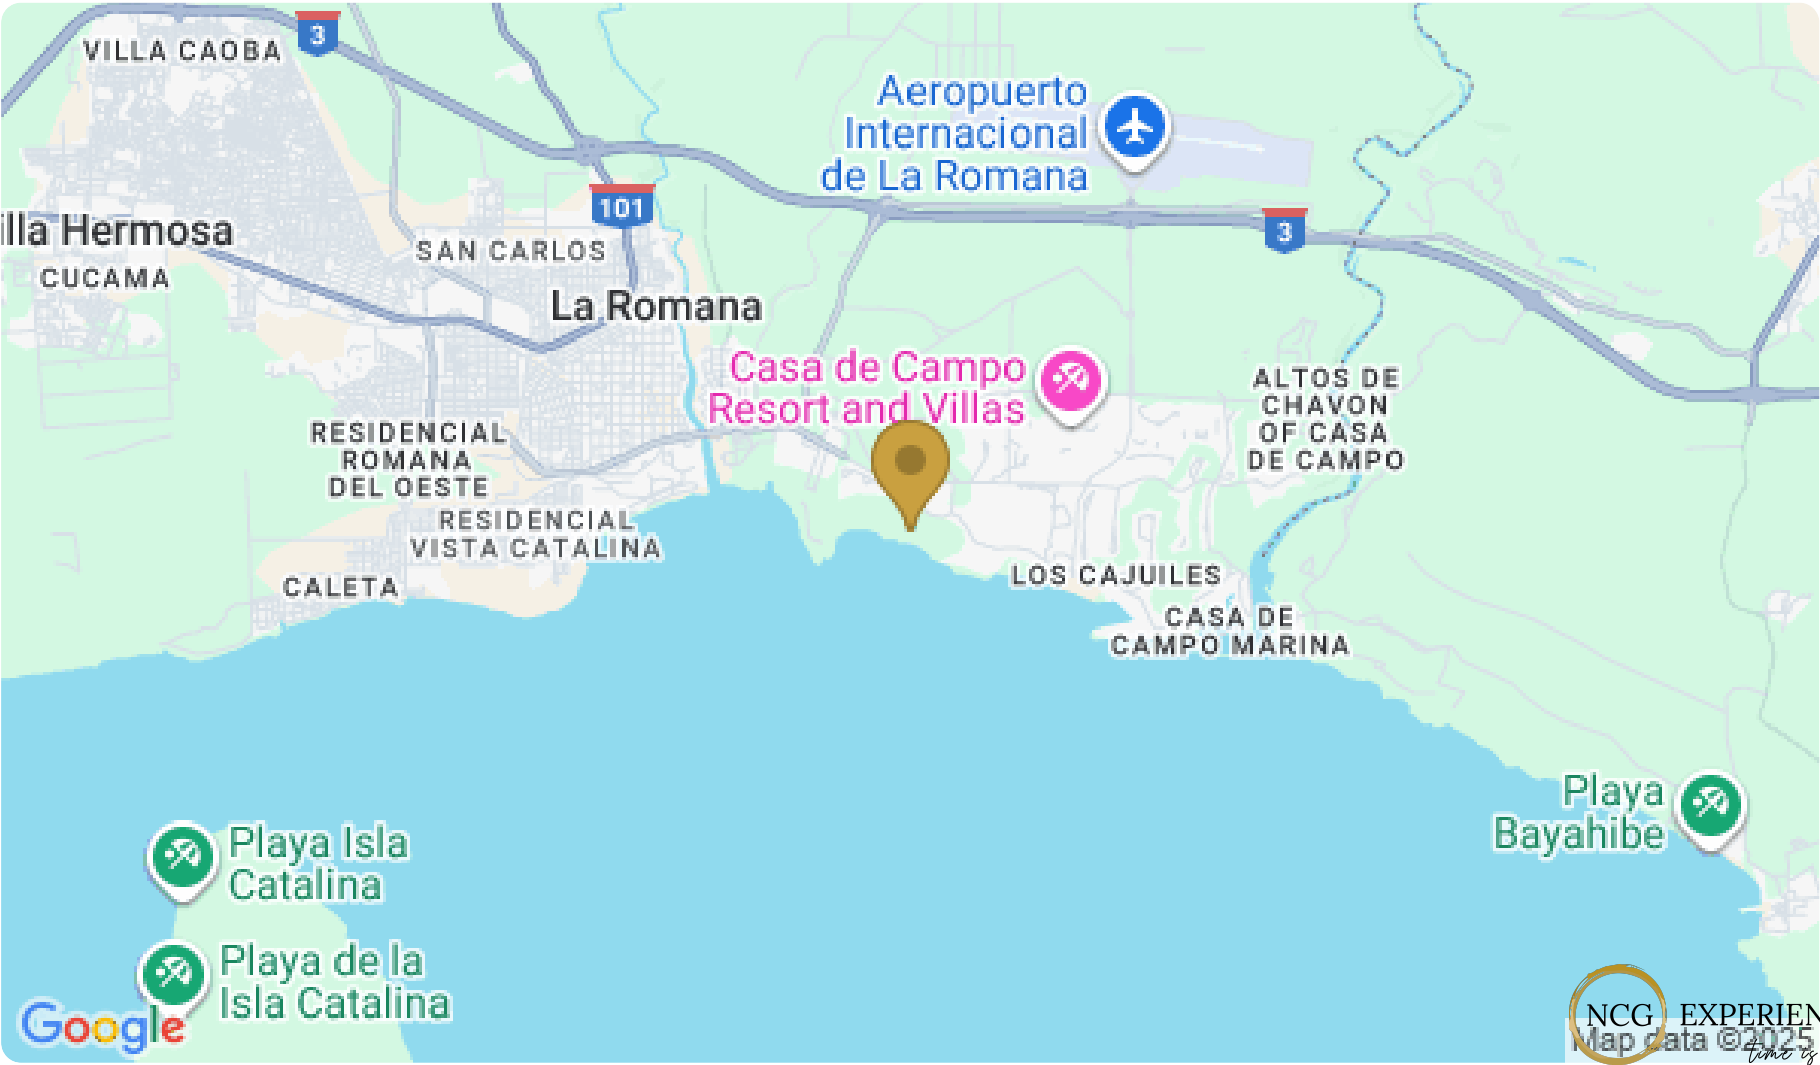 VILLA CAOBA
3
Aeropuerto
Internacional
de La Romana
101
illa Hermosa
CUCAMA
SAN CARLOS
3
La Romana
Casa de Campo
Resort and Villas
ALTOS DE
CHAVON
OF CASA
DE CAMPO
RESIDENCIAL
ROMANA
DEL OESTE
RESIDENCIAL
VISTA CATALINA
CALETA
LOS CAJUILES
CASA DE
CAMPO MARINA
Playa
Bayahibe
Playa Isla
Catalina
Playa de la
Isla Catalina
Google
NCG EXPERIEN
Map data ©2025
time is